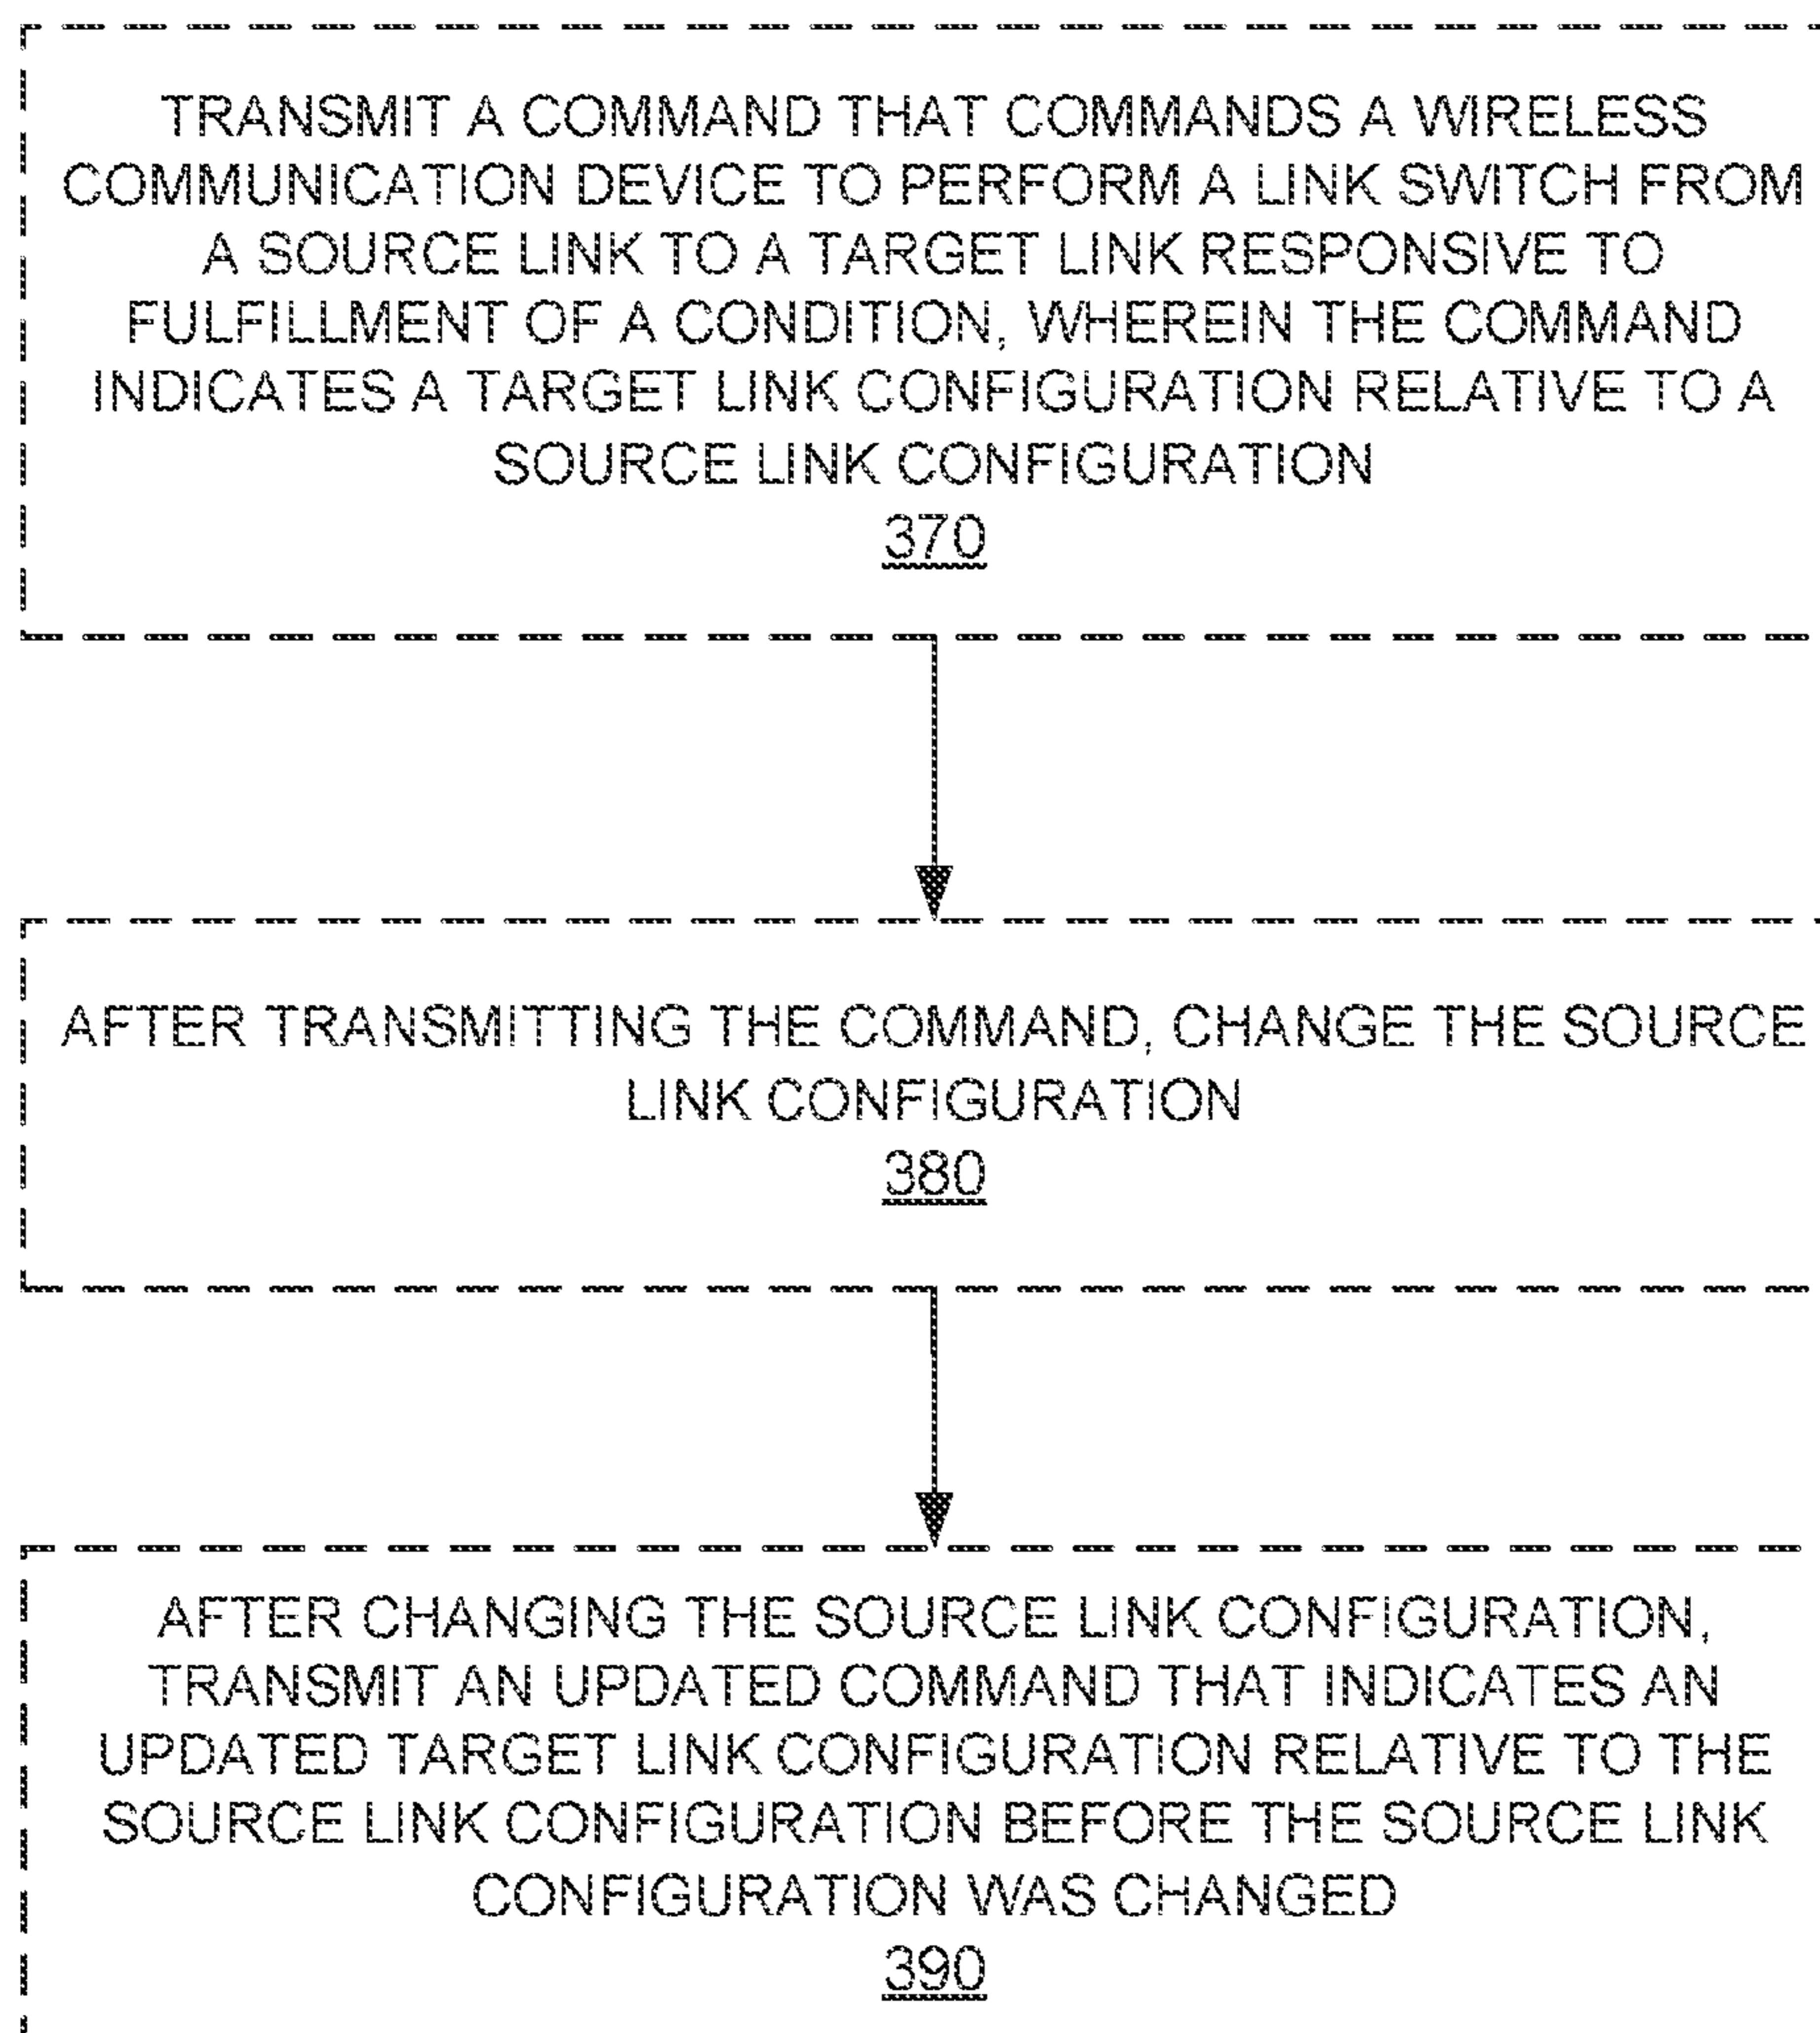 TRANSMIT A COMMAND THAT COMMANDS A WIRELESS
COMMUNICATION DEVICE TO PERFORM A LINK SWITCH FROM
A SOURCE LINK TO A TARGET LINK RESPONSIVE TO
FULFILLMENT OF A CONDITION, WHEREIN THE COMMAND
INDICATES A TARGET LINK CONFIGURATION RELATIVE TO A
SOURCE LINK CONFIGURATION
370
AFTER TRANSMITTING THE COMMAND, CHANGE THE SOURCE
LINK CONFIGURATION
380
AFTER CHANGING THE SOURCE LINK CONFIGURATION,
TRANSMIT AN UPDATED COMMAND THAT INDICATES AN
UPDATED TARGET LINK CONFIGURATION RELATIVE TO THE
SOURCE LINK CONFIGURATION BEFORE THE SOURCE LINK
CONFIGURATION WAS CHANGED
390